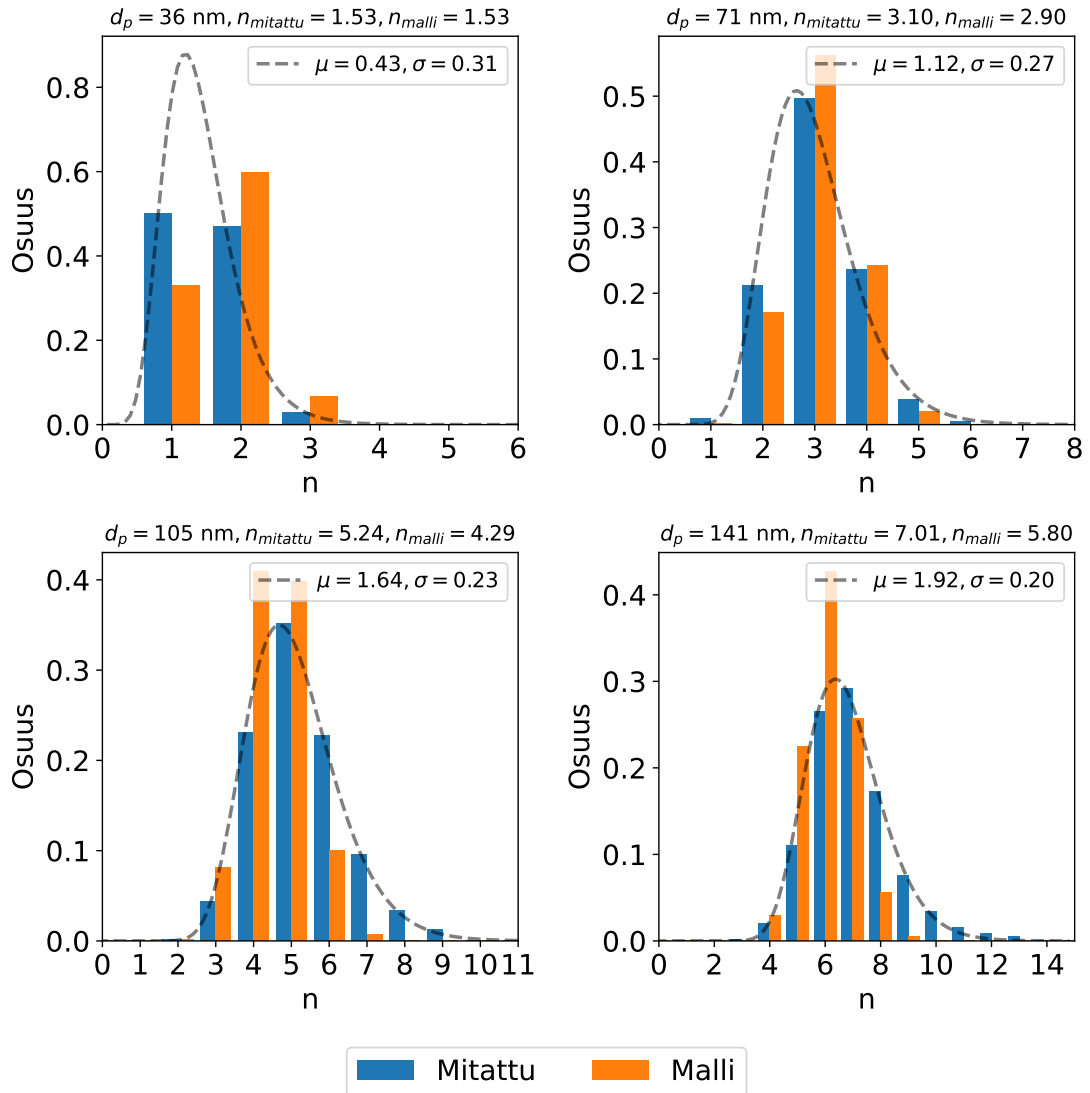 d_p = 36 nm, n_mitattu = 1.53, n_malli = 1.53
μ = 0.43, σ = 0.31
Osuus
0.8
0.6
0.4
0.2
0.0
0 1 2 3 4 5 6
n
d_p = 71 nm, n_mitattu = 3.10, n_malli = 2.90
μ = 1.12, σ = 0.27
Osuus
0.5
0.4
0.3
0.2
0.1
0.0
0 1 2 3 4 5 6 7 8
n
d_p = 105 nm, n_mitattu = 5.24, n_malli = 4.29
μ = 1.64, σ = 0.23
Osuus
0.4
0.3
0.2
0.1
0.0
0 1 2 3 4 5 6 7 8 9 10 11
n
d_p = 141 nm, n_mitattu = 7.01, n_malli = 5.80
μ = 1.92, σ = 0.20
Osuus
0.4
0.3
0.2
0.1
0.0
0 2 4 6 8 10 12 14
n
Mitattu Malli